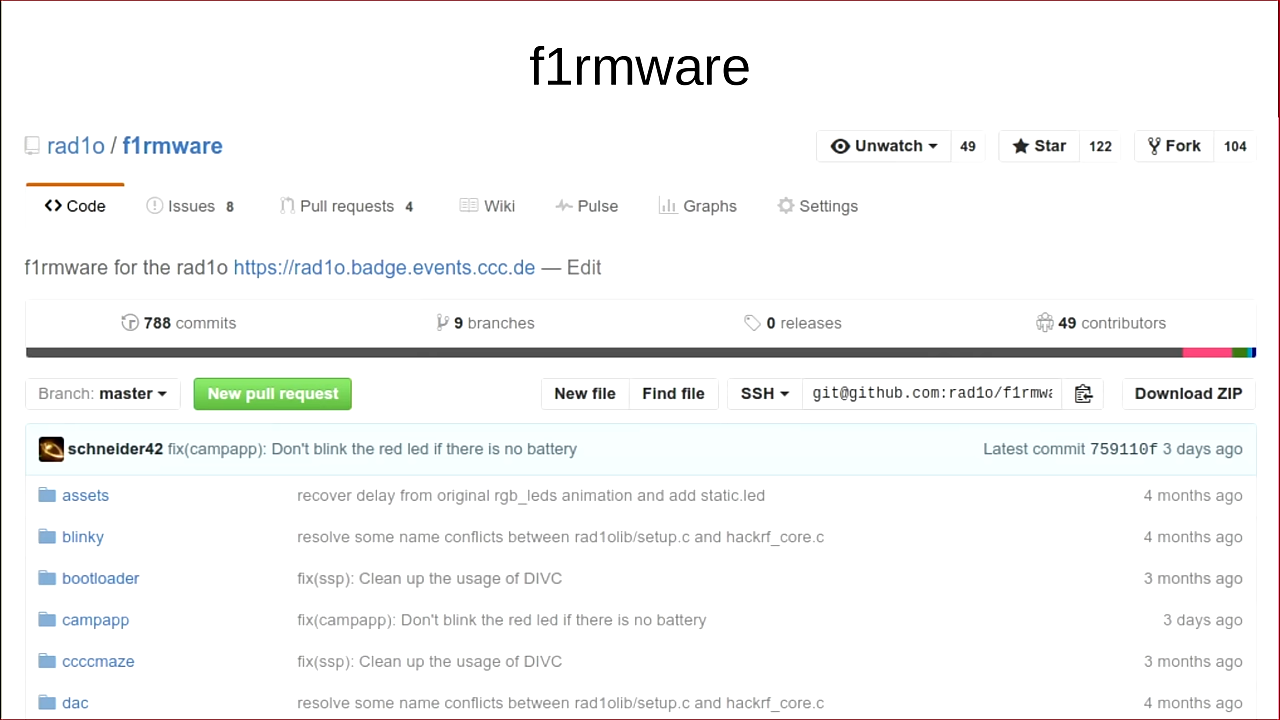 f1rmware
rad1o / f1rmware Unwatch 49 Star 122 Fork 104
Code Issues 8 Pull requests 4 Wiki Pulse Graphs Settings
f1rmware for the rad1o https://rad1o.badge.events.ccc.de — Edit
788 commits 9 branches 0 releases 49 contributors
Branch: master New pull request New file Find file SSH git@github.com:rad1o/f1rmwa Download ZIP
schneider42 fix(campapp): Don't blink the red led if there is no battery Latest commit 759110f 3 days ago
assets recover delay from original rgb_leds animation and add static.led 4 months ago
blinky resolve some name conflicts between rad1olib/setup.c and hackrf_core.c 4 months ago
bootloader fix(ssp): Clean up the usage of DIVC 3 months ago
campapp fix(campapp): Don't blink the red led if there is no battery 3 days ago
ccccmaze fix(ssp): Clean up the usage of DIVC 3 months ago
dac resolve some name conflicts between rad1olib/setup.c and hackrf_core.c 4 months ago